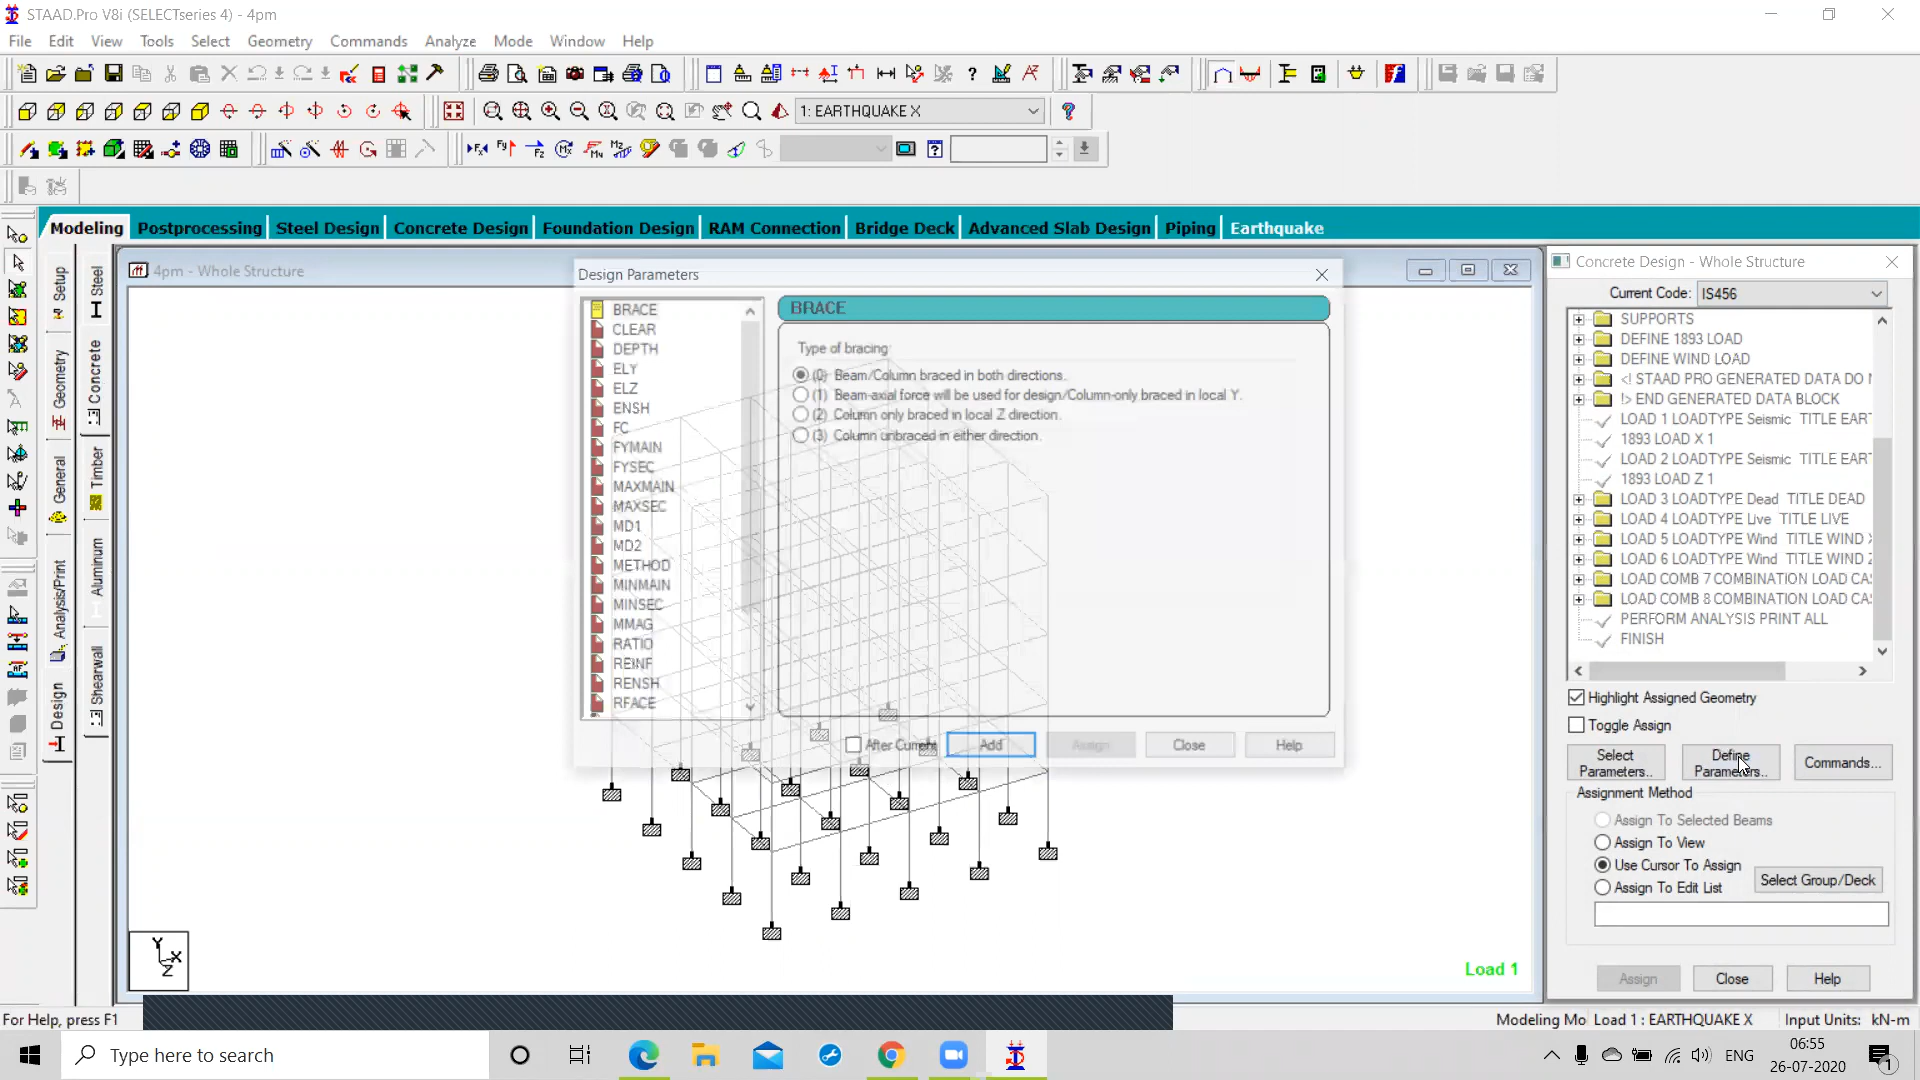 STAAD.Pro V8i (SELECTseries 4) - 4pm
File Edit View Tools Select Geometry Commands Analyze Mode Window Help
1: EARTHQUAKE X
Modeling Postprocessing Steel Design Concrete Design Foundation Design RAM Connection Bridge Deck Advanced Slab Design Piping Earthquake
Setup
Geometry
General
Analysis/Print
Design
Steel
Concrete
Timber
Aluminum
Shearwall
4pm - Whole Structure
Design Parameters
BRACE
CLEAR
DEPTH
ELY
ELZ
ENSH
FC
FYMAIN
FYSEC
MAXMAIN
MAXSEC
MD1
MD2
METHOD
MINMAIN
MINSEC
MMAG
RATIO
REINF
RENSH
RFACE
BRACE
Type of bracing:
(0) Beam/Column braced in both directions.
(1) Beam-axial force will be used for design/Column-only braced in local Y.
(2) Column only braced in local Z direction.
(3) Column unbraced in either direction.
After Current Add Assign Close Help
Y
X
Z
Load 1
Concrete Design - Whole Structure
Current Code: IS456
SUPPORTS
DEFINE 1893 LOAD
DEFINE WIND LOAD
<! STAAD PRO GENERATED DATA DO N
!> END GENERATED DATA BLOCK
LOAD 1 LOADTYPE Seismic TITLE EAR
1893 LOAD X 1
LOAD 2 LOADTYPE Seismic TITLE EAR
1893 LOAD Z 1
LOAD 3 LOADTYPE Dead TITLE DEAD
LOAD 4 LOADTYPE Live TITLE LIVE
LOAD 5 LOADTYPE Wind TITLE WIND X
LOAD 6 LOADTYPE Wind TITLE WIND Z
LOAD COMB 7 COMBINATION LOAD CA
LOAD COMB 8 COMBINATION LOAD CA
PERFORM ANALYSIS PRINT ALL
FINISH
Highlight Assigned Geometry
Toggle Assign
Select Parameters..
Define Parameters..
Commands...
Assignment Method
Assign To Selected Beams
Assign To View
Use Cursor To Assign
Assign To Edit List
Select Group/Deck
Assign Close Help
For Help, press F1
Modeling Mo Load 1 : EARTHQUAKE X Input Units: kN-m
Type here to search
ENG
06:55
26-07-2020
1